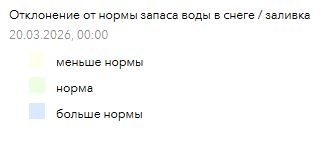 Отклонение от нормы запаса воды в снеге / заливка
20.03.2026, 00:00
меньше нормы
норма
больше нормы